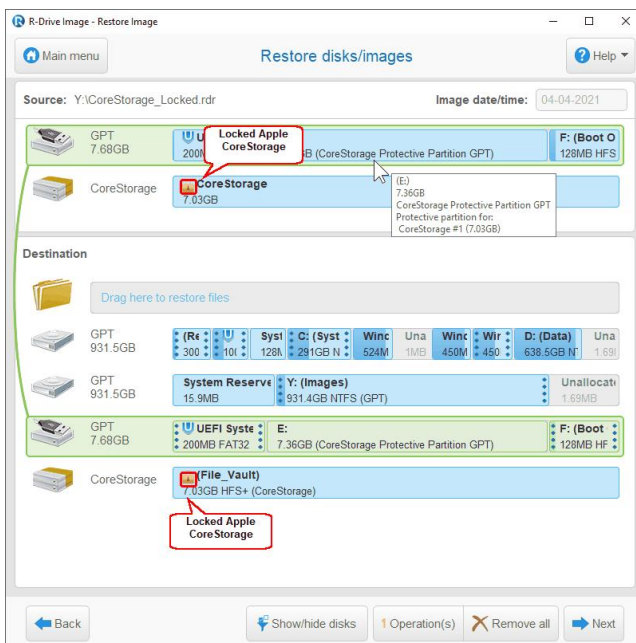 R-Drive Image - Restore Image
Main menu
Restore disks/images
Help
Source: Y:\CoreStorage_Locked.rdr
Image date/time: 04-04-2021
GPT
7.68GB
Locked Apple
CoreStorage
(CoreStorage Protective Partition GPT)
F: (Boot O
128MB HFS
CoreStorage
CoreStorage
7.03GB
(E:)
7.36GB
CoreStorage Protective Partition GPT
Protective partition for:
CoreStorage #1 (7.03GB)
Destination
Drag here to restore files
GPT
931.5GB
(Re
300
Syst
128M
C: (Syst
291GB N
Winc
524M
Una
1MB
Winc
450M
Wir
450
D: (Data)
638.5GB NT
Una
1.69
GPT
931.5GB
System Reserve
15.9MB
Y: (Images)
931.4GB NTFS (GPT)
Unallocat
1.69MB
GPT
7.68GB
UEFI Syste
200MB FAT32
E:
7.36GB (CoreStorage Protective Partition GPT)
F: (Boot
128MB HF
CoreStorage
(File_Vault)
7.03GB HFS+ (CoreStorage)
Locked Apple
CoreStorage
Back
Show/hide disks
1 Operation(s)
Remove all
Next